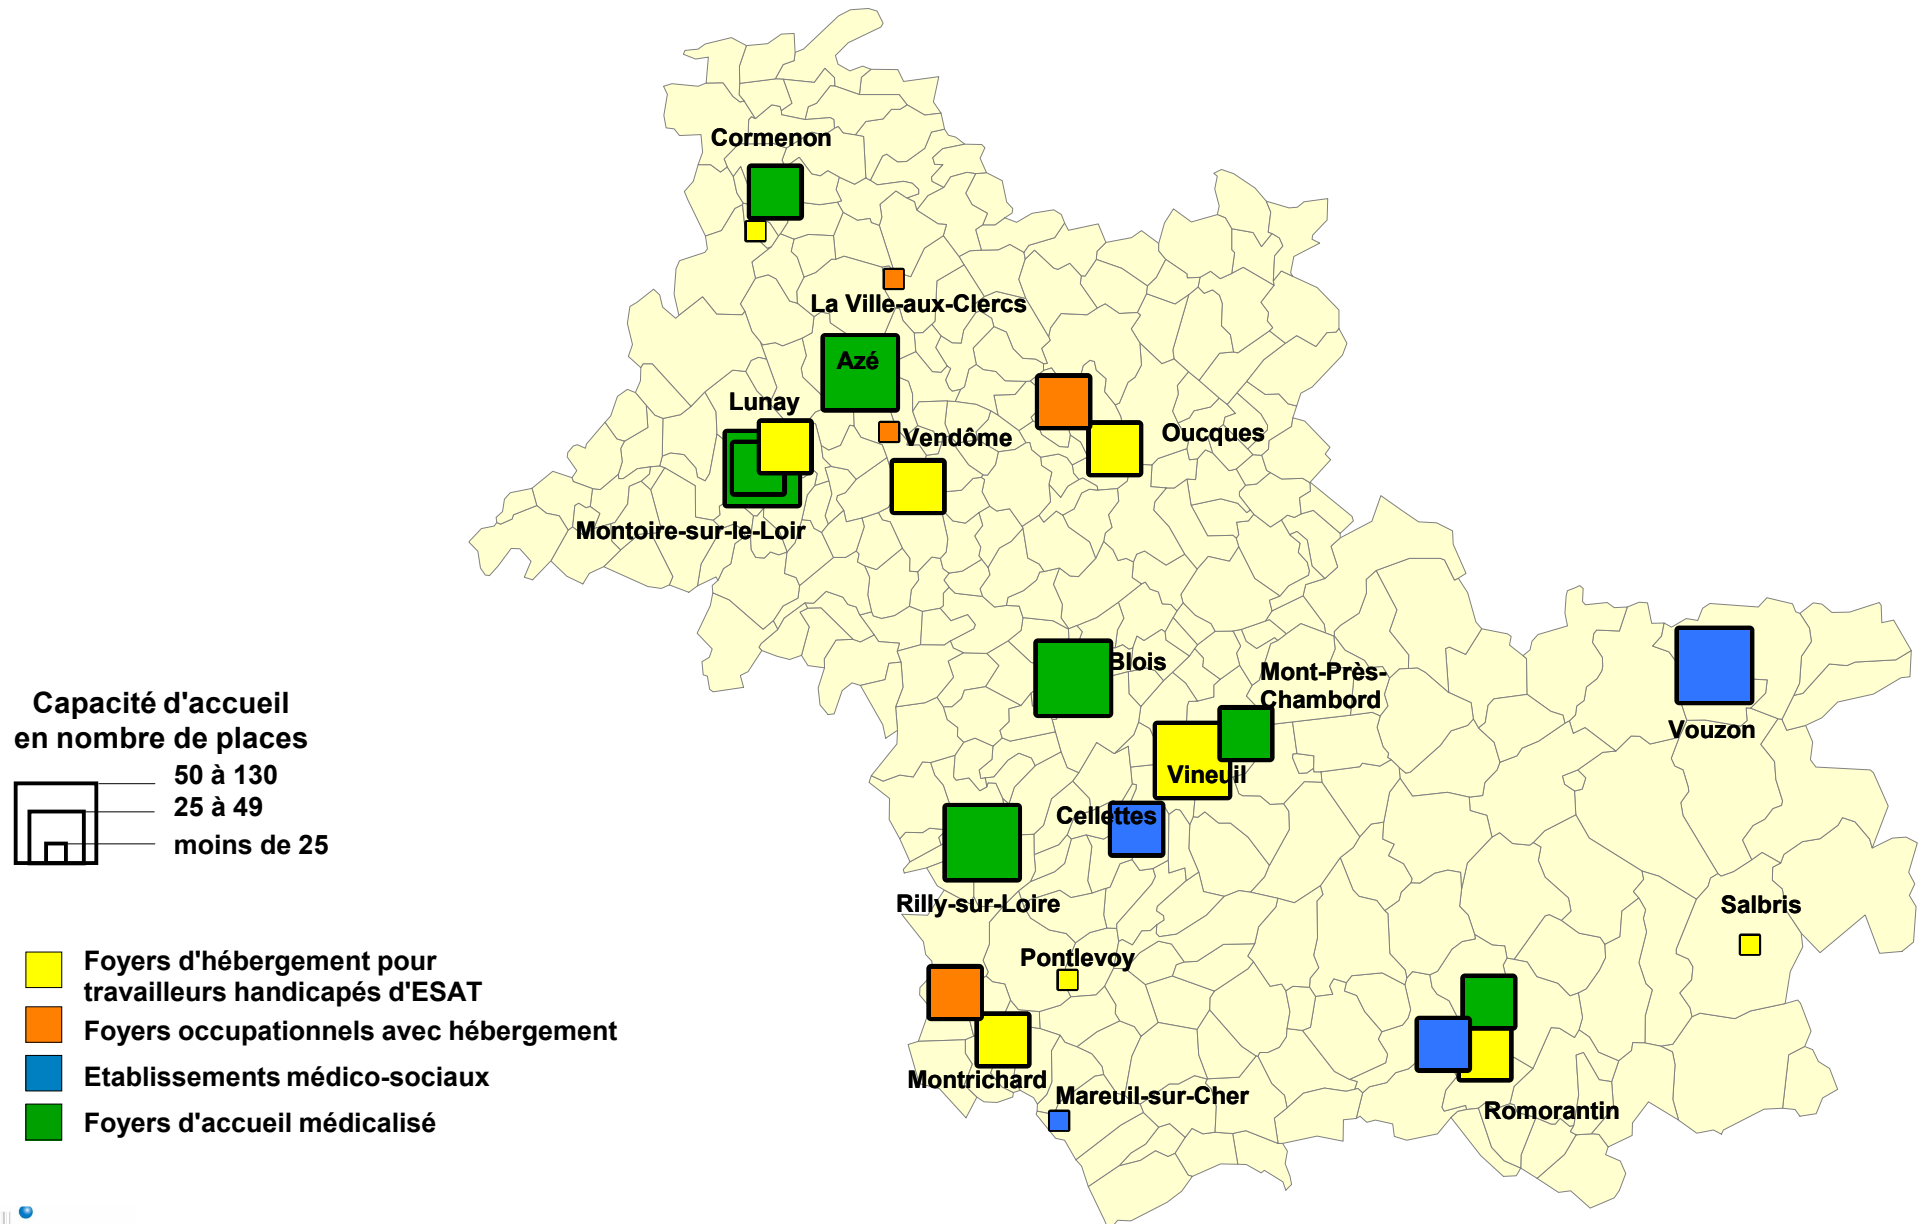 Cormenon
La Ville-aux-Clercs
Azé
Lunay
Vendôme
Oucques
Montoire-sur-le-Loir
Blois
Mont-Près-
Chambord
Vouzon
Vineuil
Cellettes
Rilly-sur-Loire
Salbris
Pontlevoy
Montrichard
Mareuil-sur-Cher
Romorantin
Capacité d'accueil
en nombre de places
50 à 130
25 à 49
moins de 25
Foyers d'hébergement pour
travailleurs handicapés d'ESAT
Foyers occupationnels avec hébergement
Etablissements médico-sociaux
Foyers d'accueil médicalisé